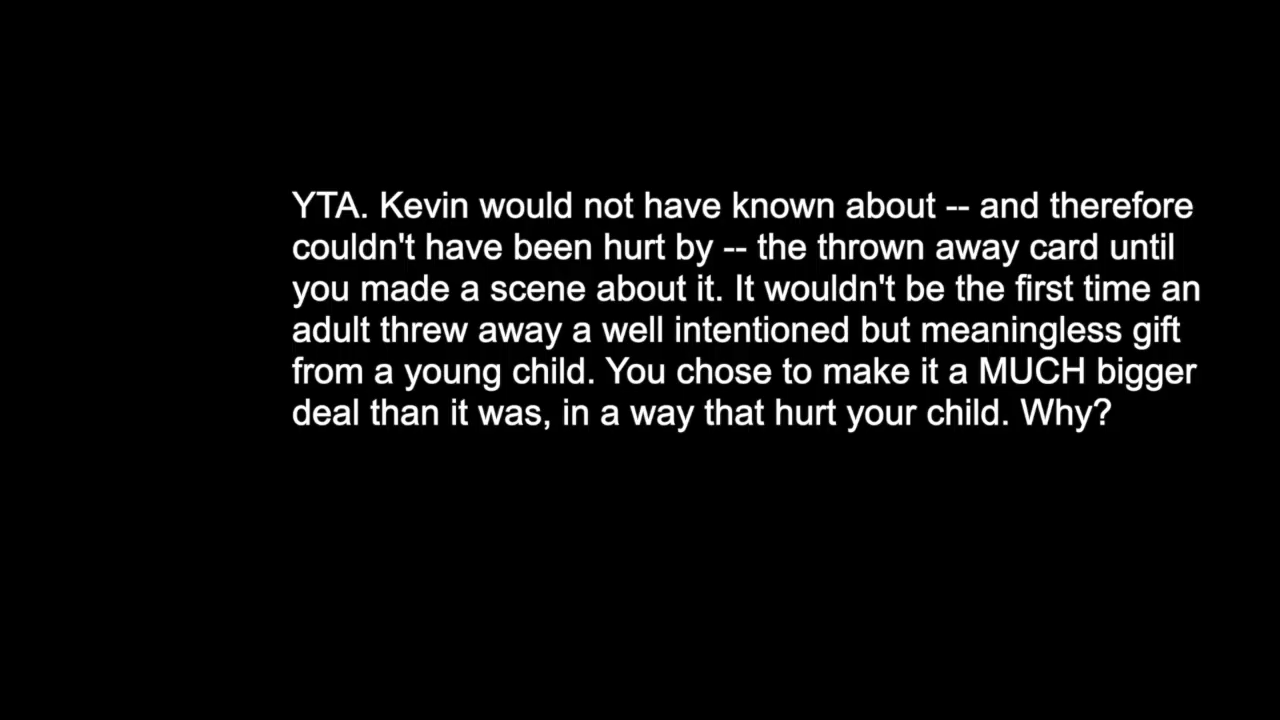 YTA. Kevin would not have known about -- and therefore
couldn't have been hurt by -- the thrown away card until
you made a scene about it. It wouldn't be the first time an
adult threw away a well intentioned but meaningless gift
from a young child. You chose to make it a MUCH bigger
deal than it was, in a way that hurt your child. Why?